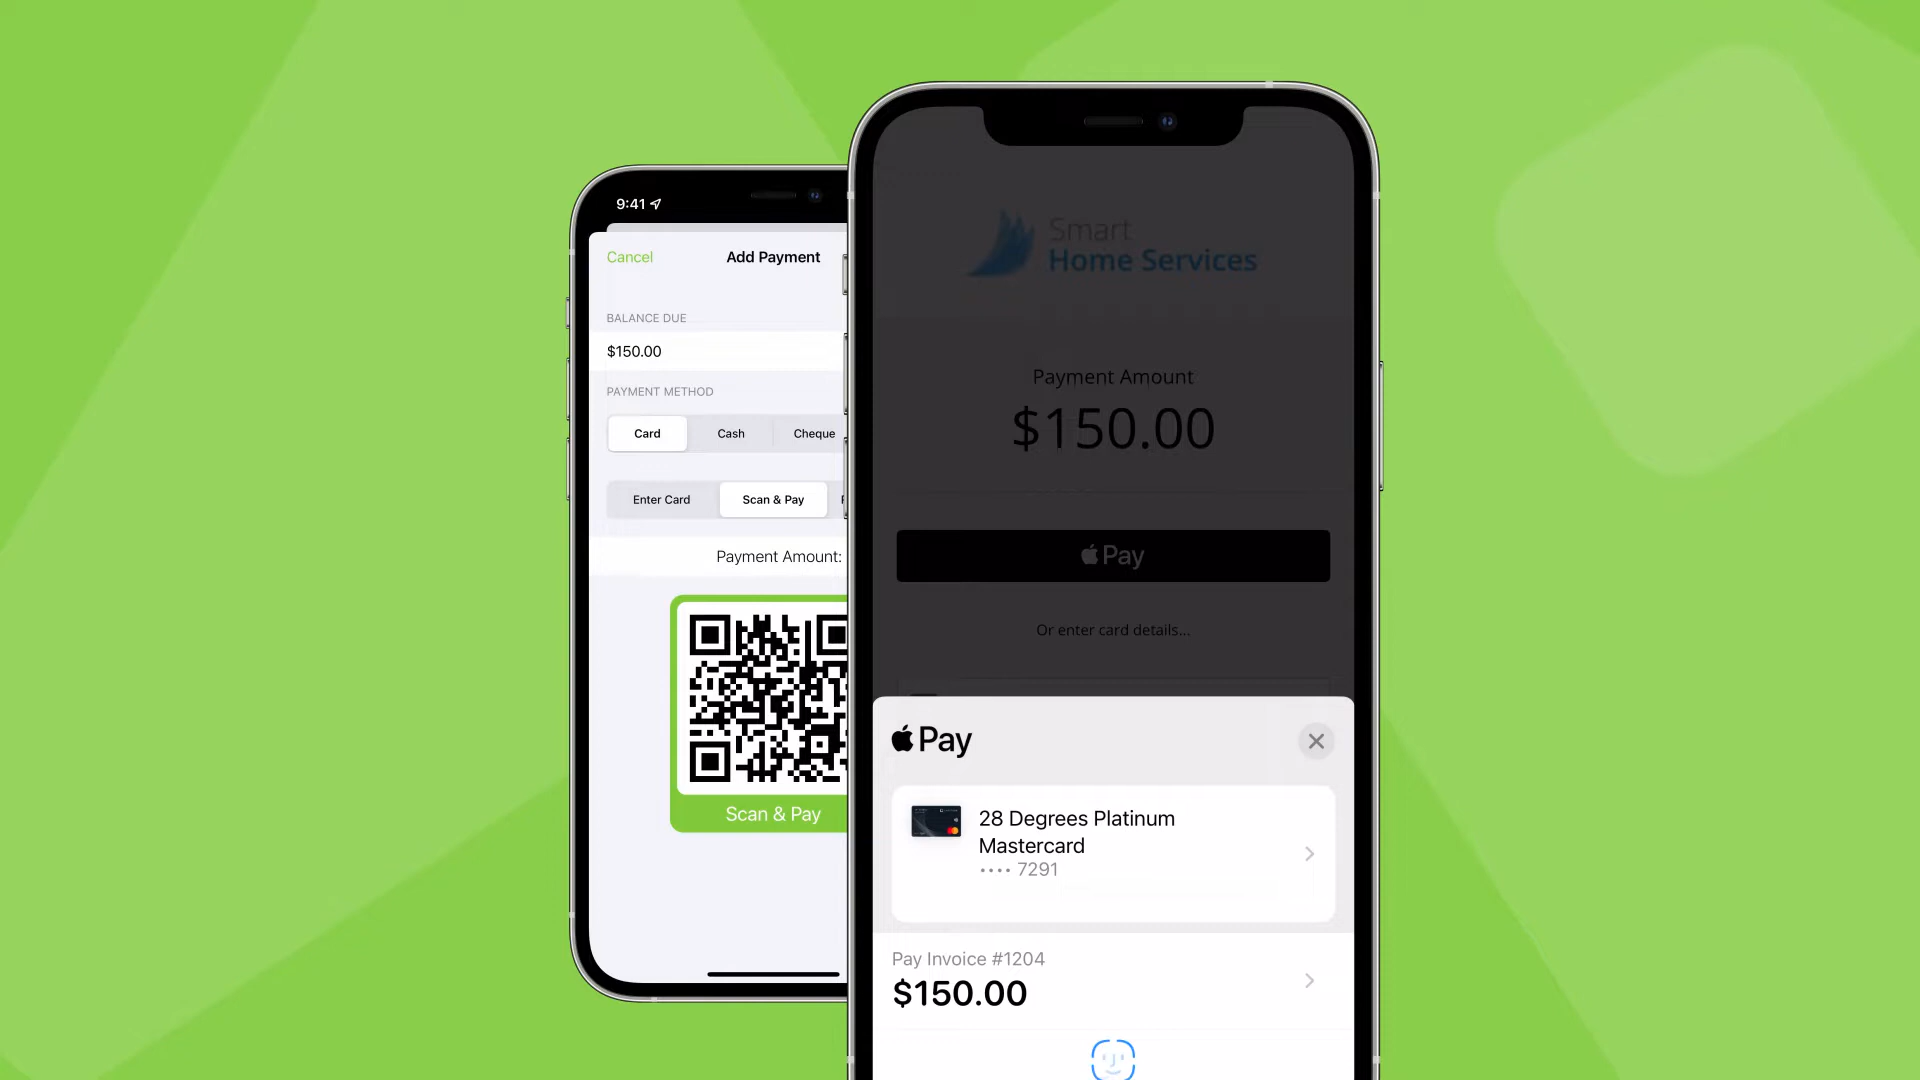 9:41
Cancel
Add Payment
BALANCE DUE
$150.00
PAYMENT METHOD
Card
Cash
Cheque
Enter Card
Scan & Pay
Payment Amount:
Scan & Pay
Smart
Home Services
Payment Amount
$150.00
Pay
Or enter card details...
Pay
28 Degrees Platinum
Mastercard
•••• 7291
Pay Invoice #1204
$150.00